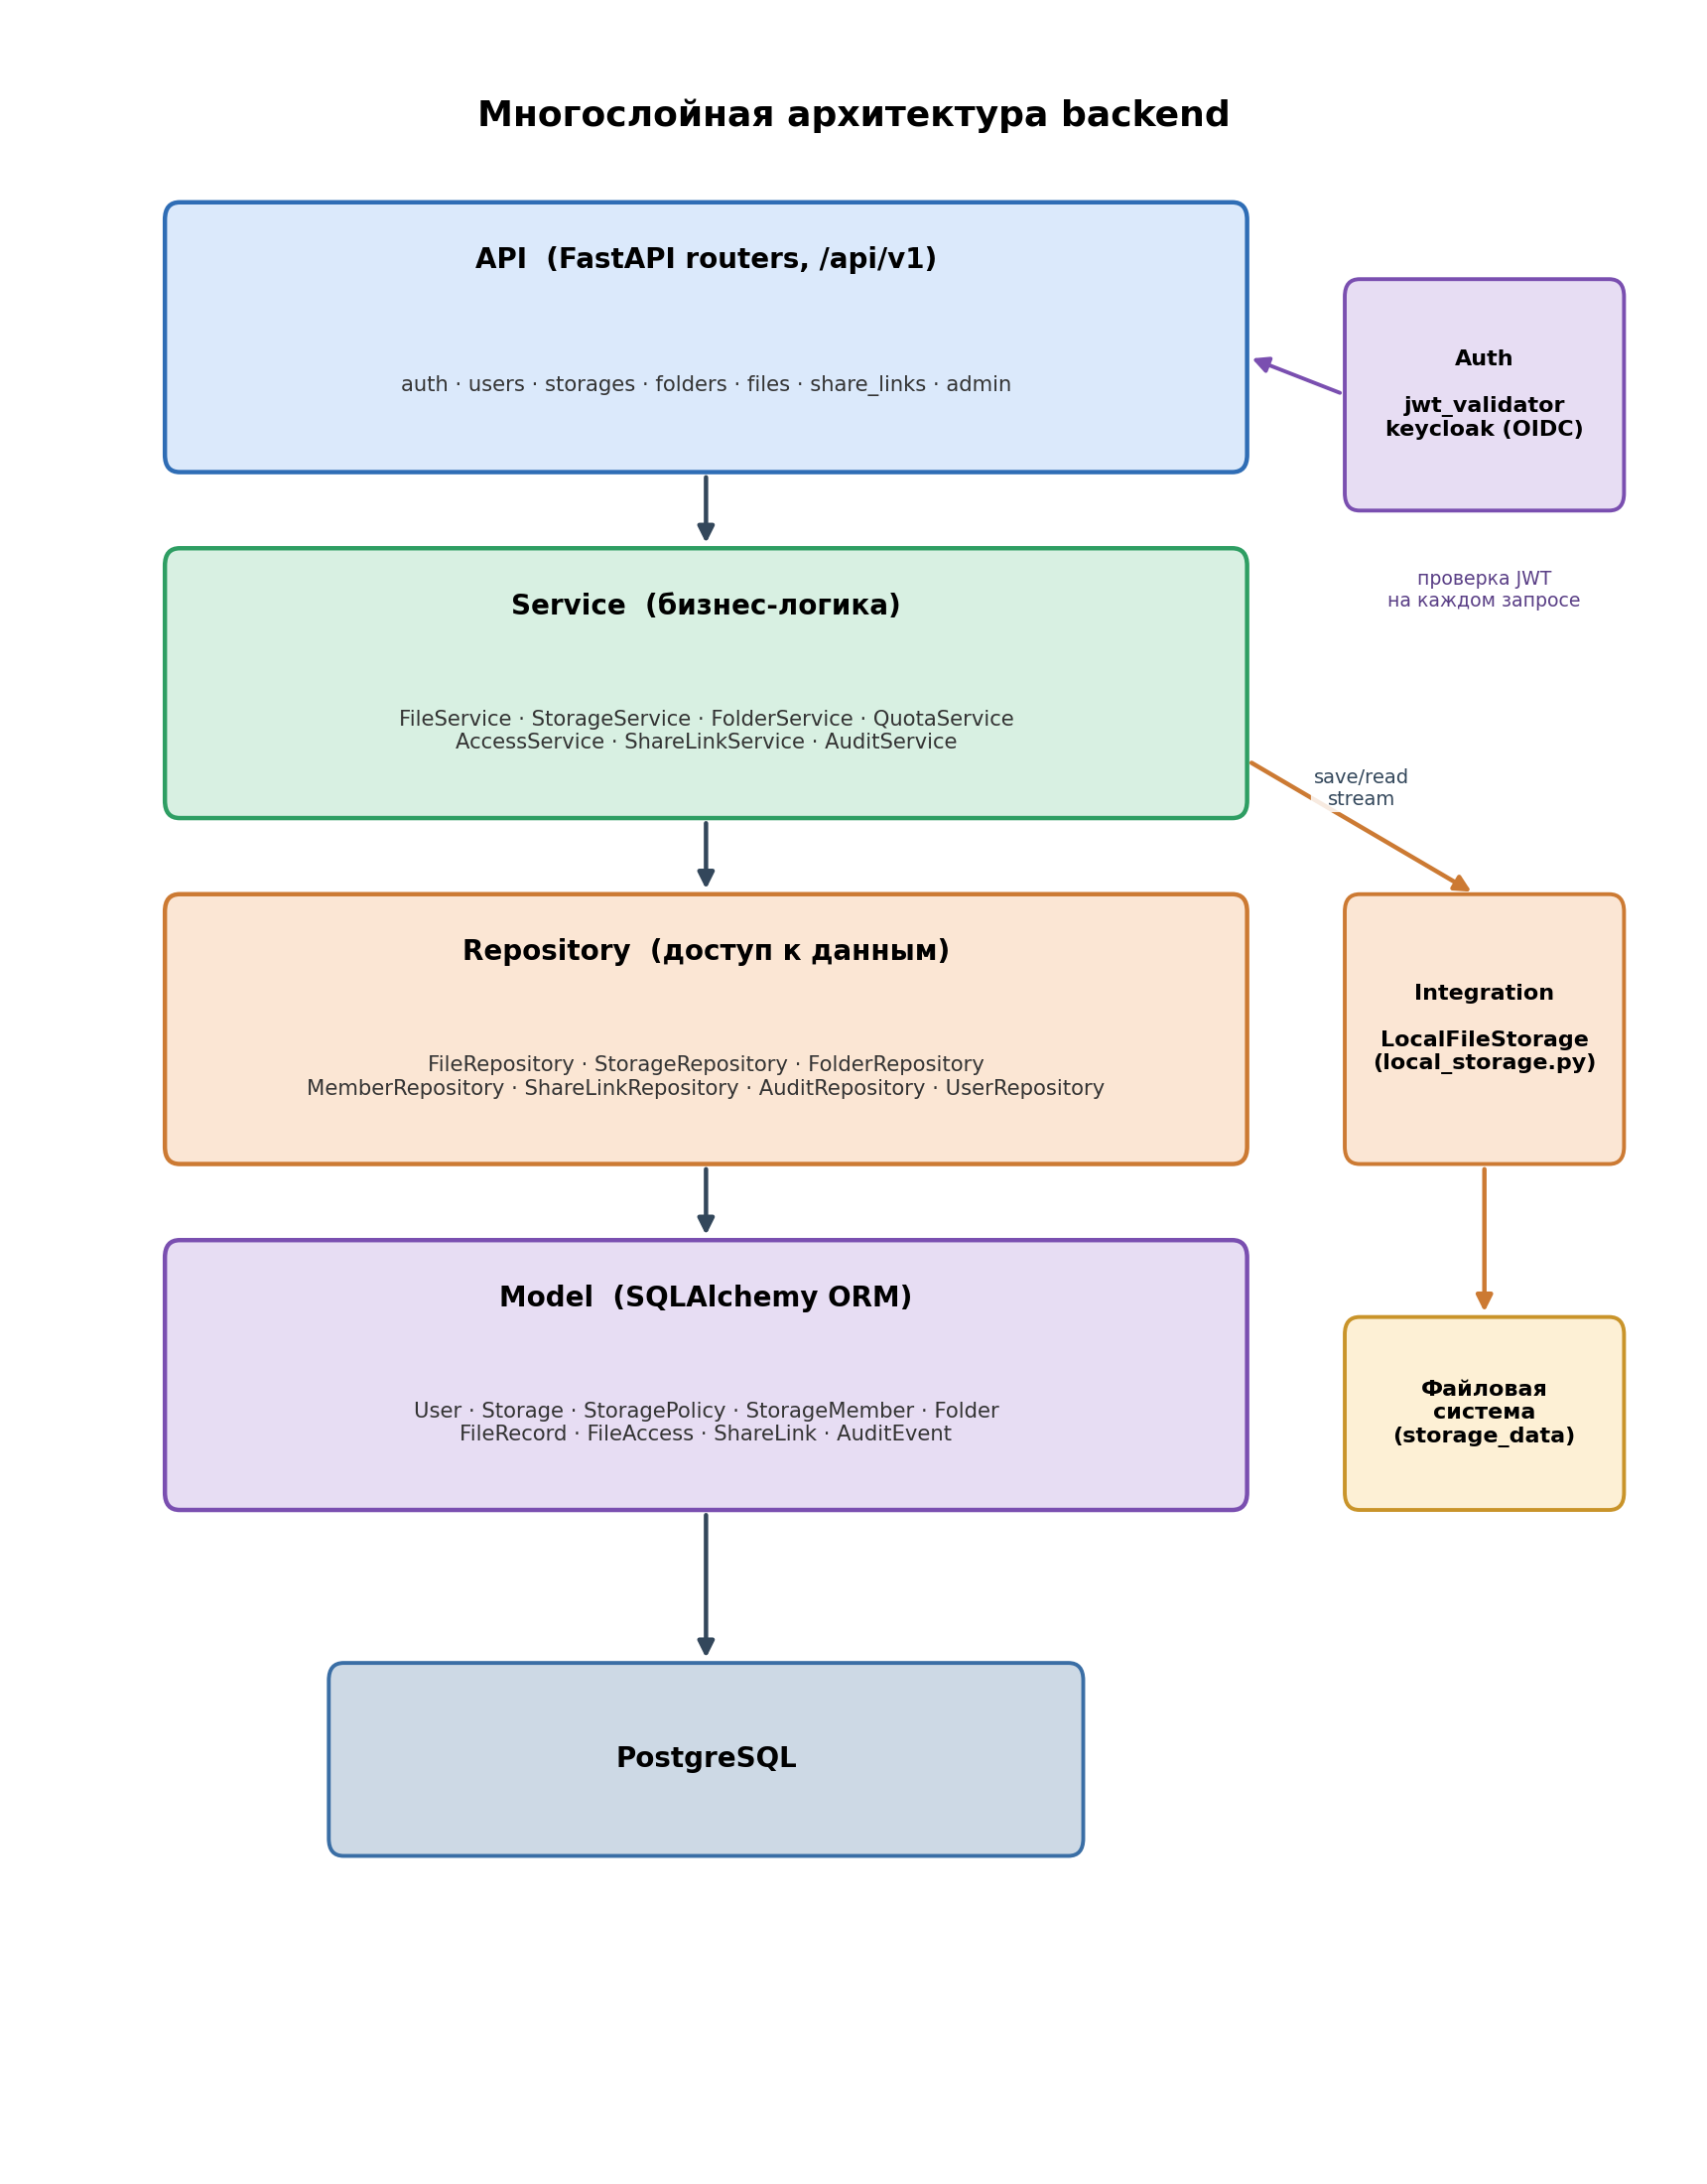 Многослойная архитектура backend
API (FastAPI routers, /api/v1)
auth · users · storages · folders · files · share_links · admin
Auth
jwt_validator
keycloak (OIDC)
проверка JWT
на каждом запросе
Service (бизнес-логика)
FileService · StorageService · FolderService · QuotaService
AccessService · ShareLinkService · AuditService
save/read
stream
Repository (доступ к данным)
FileRepository · StorageRepository · FolderRepository
MemberRepository · ShareLinkRepository · AuditRepository · UserRepository
Integration
LocalFileStorage
(local_storage.py)
Model (SQLAlchemy ORM)
User · Storage · StoragePolicy · StorageMember · Folder
FileRecord · FileAccess · ShareLink · AuditEvent
Файловая
система
(storage_data)
PostgreSQL